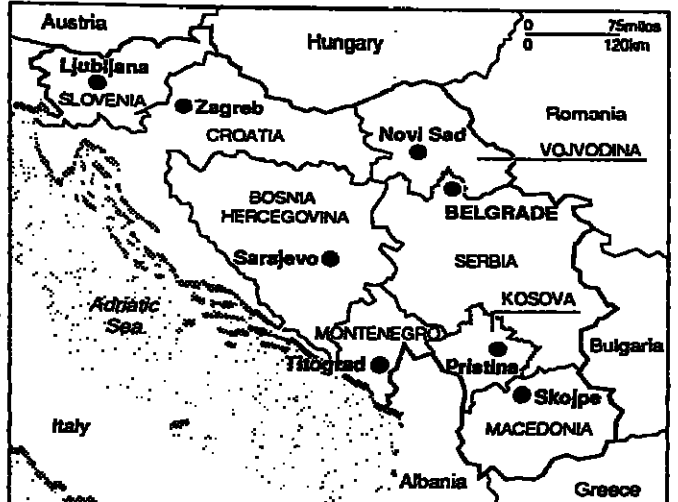 Austria
Hungary
0 75miles
0 120km
Ljubljana
SLOVENIA
Zagreb
CROATIA
Romania
Novi Sad
VOJVODINA
BOSNIA
HERCEGOVINA
BELGRADE
Sarajevo
SERBIA
Adriatic
Sea
KOSOVA
MONTENEGRO
Bulgaria
Titograd
Pristina
Skojpe
Italy
MACEDONIA
Albania
Greece